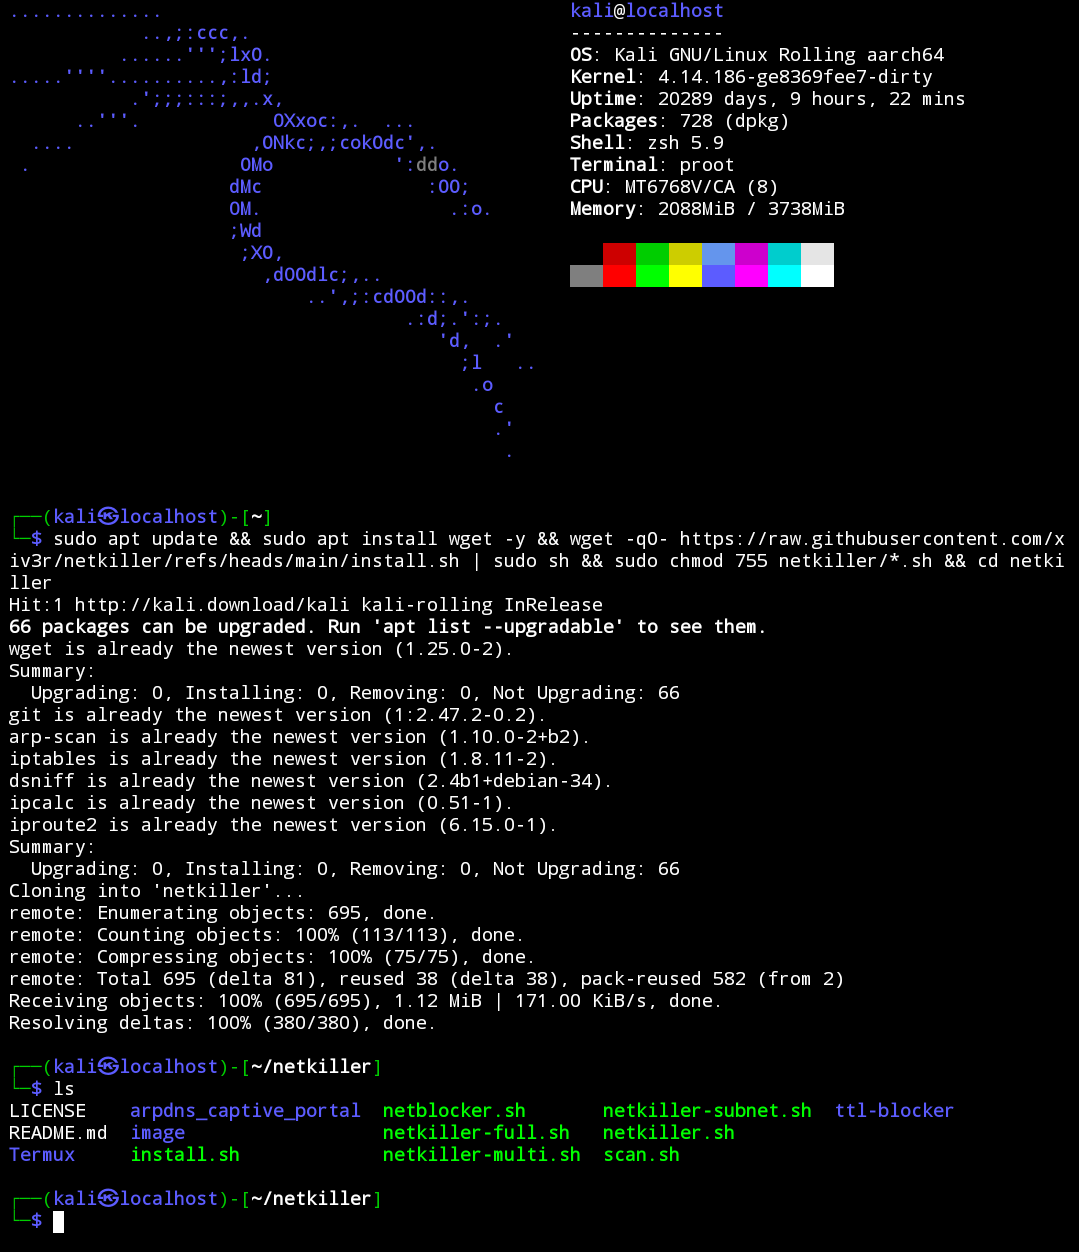 ..............
..,;:ccc,.
......''';lxO.
.....''''..........,:ld;
.';;;:::;,,.x,
..'''. OXxoc:,. ...
.... ,ONkc;,;cokOdc',.
. OMo ':ddo.
dMc :OO;
OM. .:o.
;Wd
;XO,
,dOOdlc;,..
..',;:cdOOd::,.
.:d;.':;.
'd, .'
;l ..
.o
c
.'
.
kali@localhost
--------------
OS: Kali GNU/Linux Rolling aarch64
Kernel: 4.14.186-ge8369fee7-dirty
Uptime: 20289 days, 9 hours, 22 mins
Packages: 728 (dpkg)
Shell: zsh 5.9
Terminal: proot
CPU: MT6768V/CA (8)
Memory: 2088MiB / 3738MiB
┌──(kali㉿localhost)-[~]
└─$ sudo apt update && sudo apt install wget -y && wget -qO- https://raw.githubusercontent.com/x
iv3r/netkiller/refs/heads/main/install.sh | sudo sh && sudo chmod 755 netkiller/*.sh && cd netki
ller
Hit:1 http://kali.download/kali kali-rolling InRelease
66 packages can be upgraded. Run 'apt list --upgradable' to see them.
wget is already the newest version (1.25.0-2).
Summary:
  Upgrading: 0, Installing: 0, Removing: 0, Not Upgrading: 66
git is already the newest version (1:2.47.2-0.2).
arp-scan is already the newest version (1.10.0-2+b2).
iptables is already the newest version (1.8.11-2).
dsniff is already the newest version (2.4b1+debian-34).
ipcalc is already the newest version (0.51-1).
iproute2 is already the newest version (6.15.0-1).
Summary:
  Upgrading: 0, Installing: 0, Removing: 0, Not Upgrading: 66
Cloning into 'netkiller'...
remote: Enumerating objects: 695, done.
remote: Counting objects: 100% (113/113), done.
remote: Compressing objects: 100% (75/75), done.
remote: Total 695 (delta 81), reused 38 (delta 38), pack-reused 582 (from 2)
Receiving objects: 100% (695/695), 1.12 MiB | 171.00 KiB/s, done.
Resolving deltas: 100% (380/380), done.
┌──(kali㉿localhost)-[~/netkiller]
└─$ ls
LICENSE    arpdns_captive_portal  netblocker.sh       netkiller-subnet.sh  ttl-blocker
README.md  image                  netkiller-full.sh   netkiller.sh
Termux     install.sh             netkiller-multi.sh  scan.sh
┌──(kali㉿localhost)-[~/netkiller]
└─$